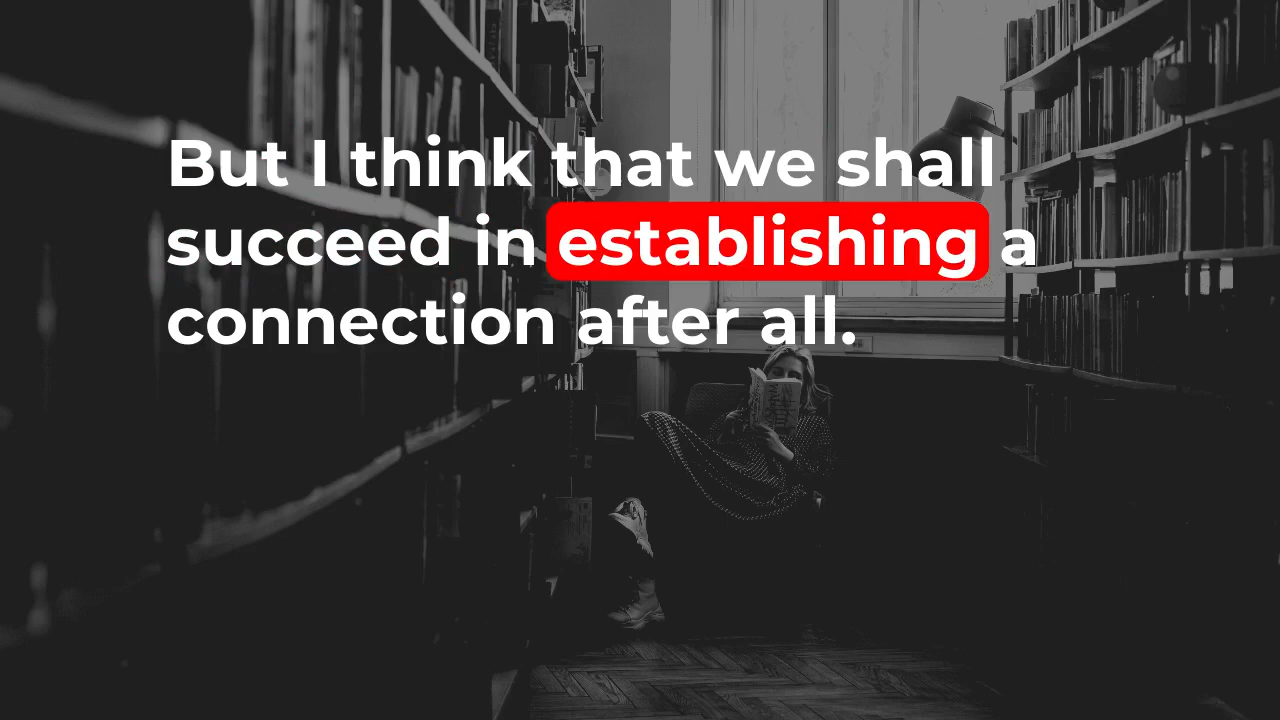 But I think that we shall
succeed in establishing a
connection after all.